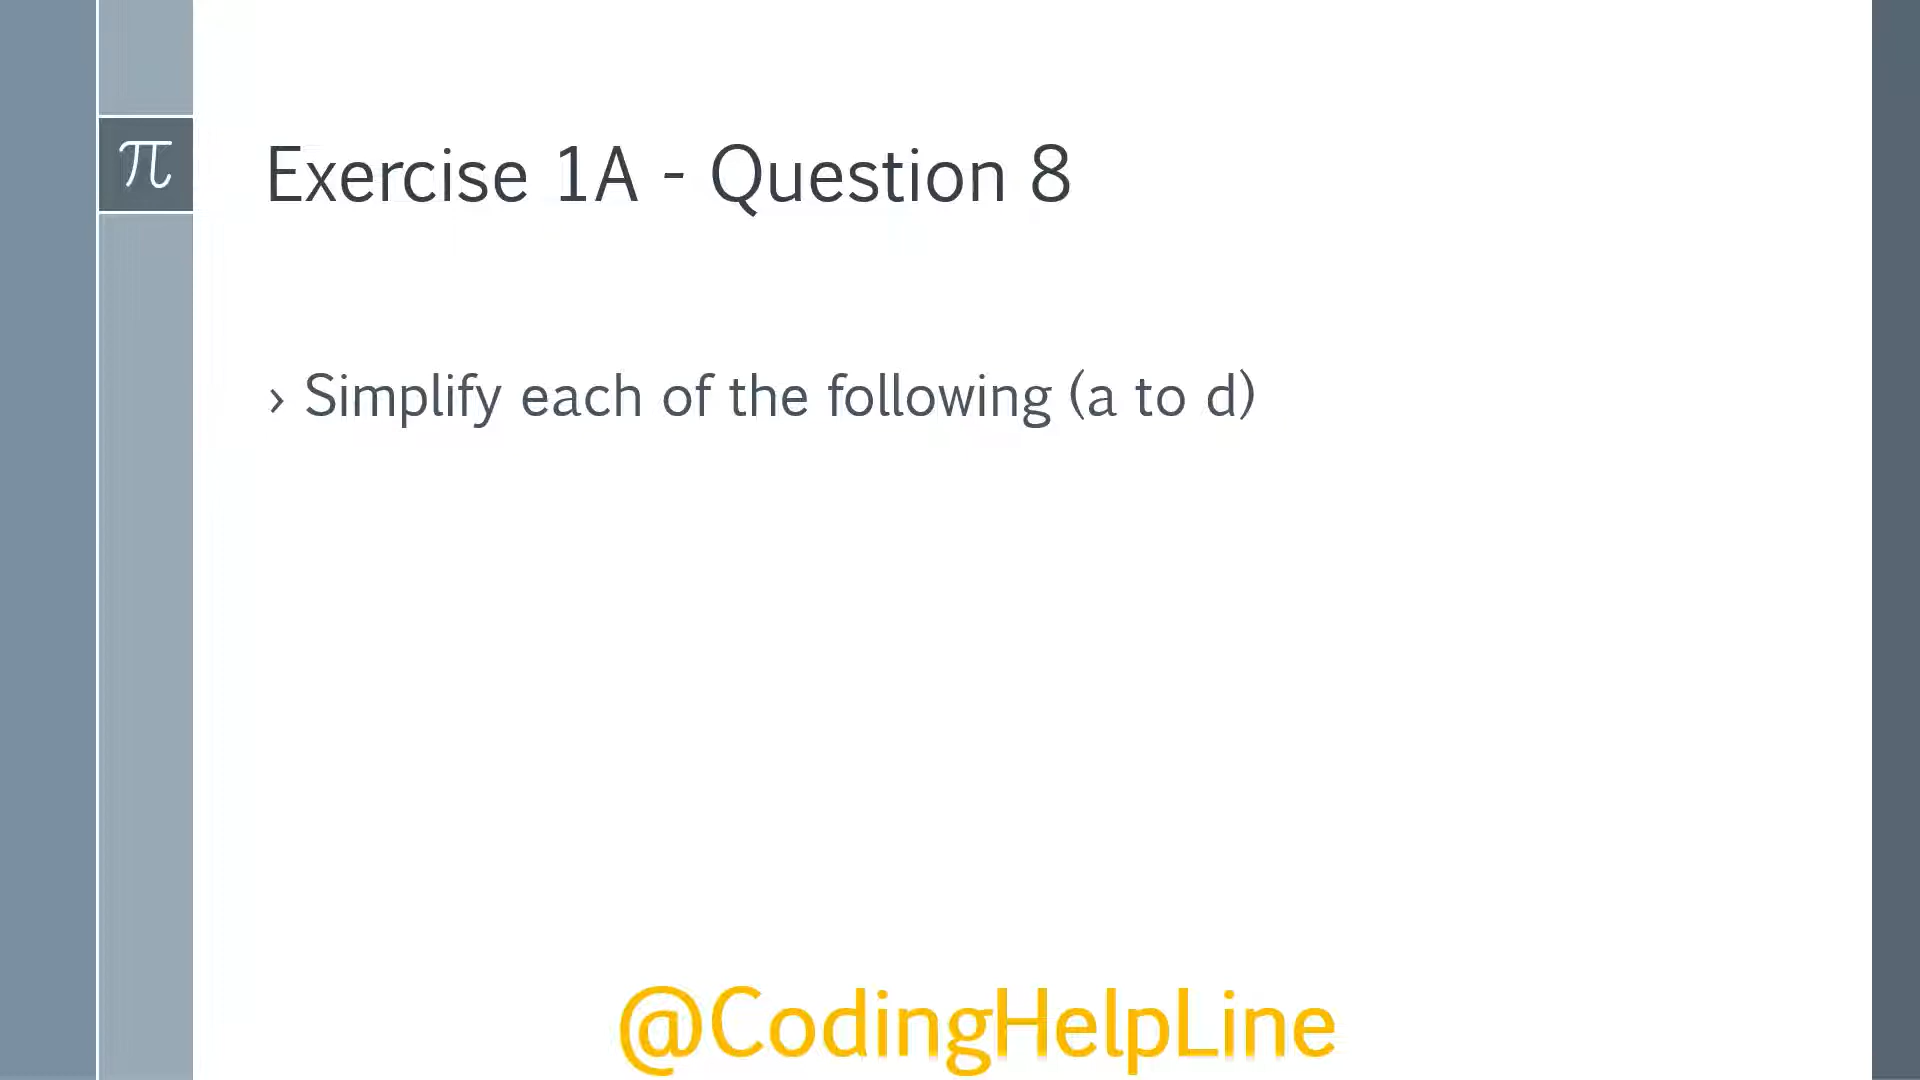 π
Exercise 1A - Question 8
› Simplify each of the following (a to d)
@CodingHelpLine